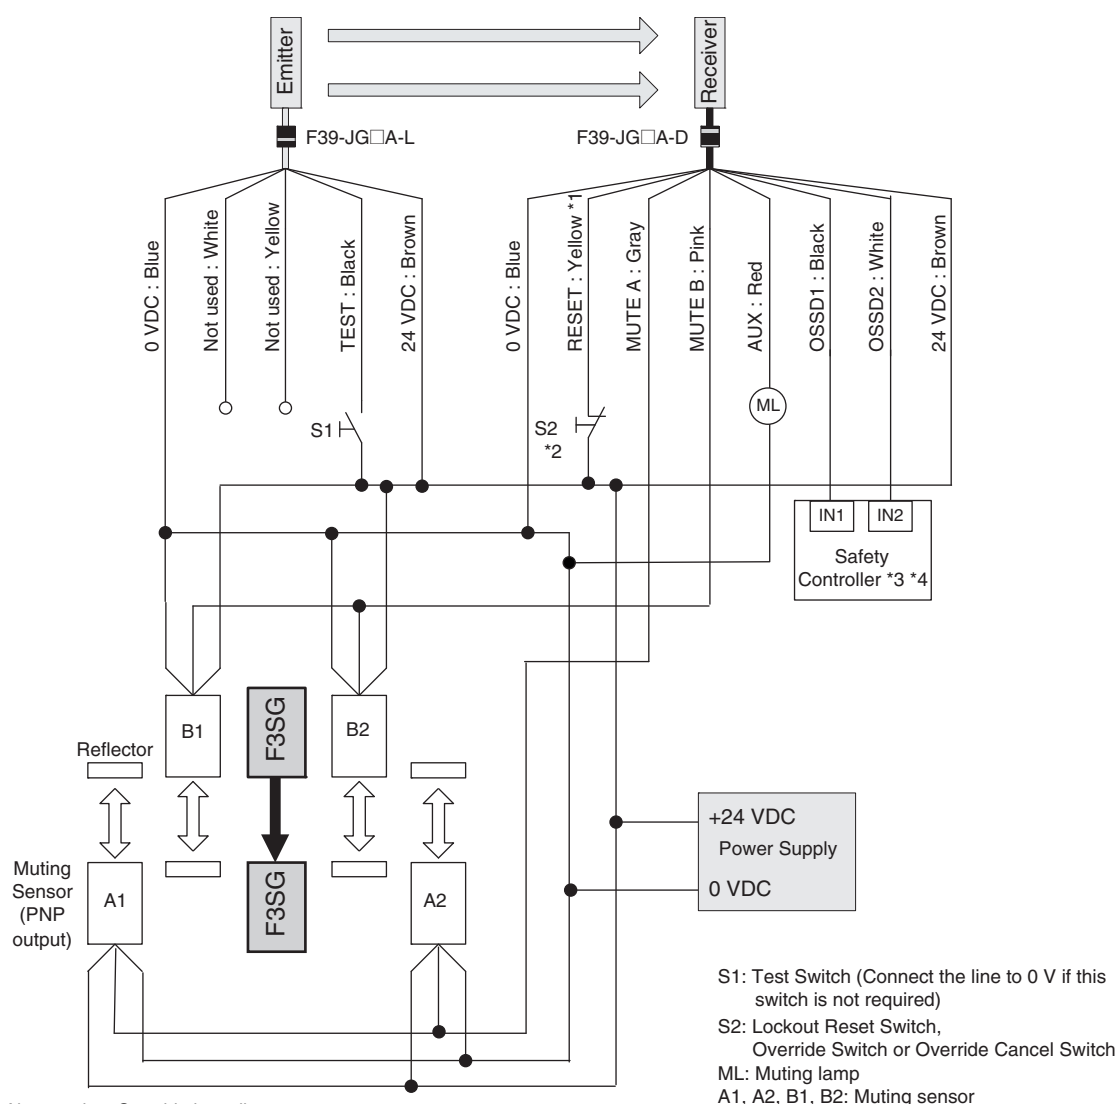 Emitter
Receiver
F39-JG□A-L
F39-JG□A-D
0 VDC : Blue
Not used : White
Not used : Yellow
TEST : Black
24 VDC : Brown
0 VDC : Blue
RESET : Yellow *1
MUTE A : Gray
MUTE B : Pink
AUX : Red
OSSD1 : Black
OSSD2 : White
24 VDC : Brown
S1
S2
*2
ML
IN1
IN2
Safety
Controller *3 *4
B1
F3SG
B2
Reflector
Muting
Sensor
(PNP
output)
A1
F3SG
A2
+24 VDC
Power Supply
0 VDC
S1: Test Switch (Connect the line to 0 V if this
switch is not required)
S2: Lockout Reset Switch,
Override Switch or Override Cancel Switch
ML: Muting lamp
A1, A2, B1, B2: Muting sensor